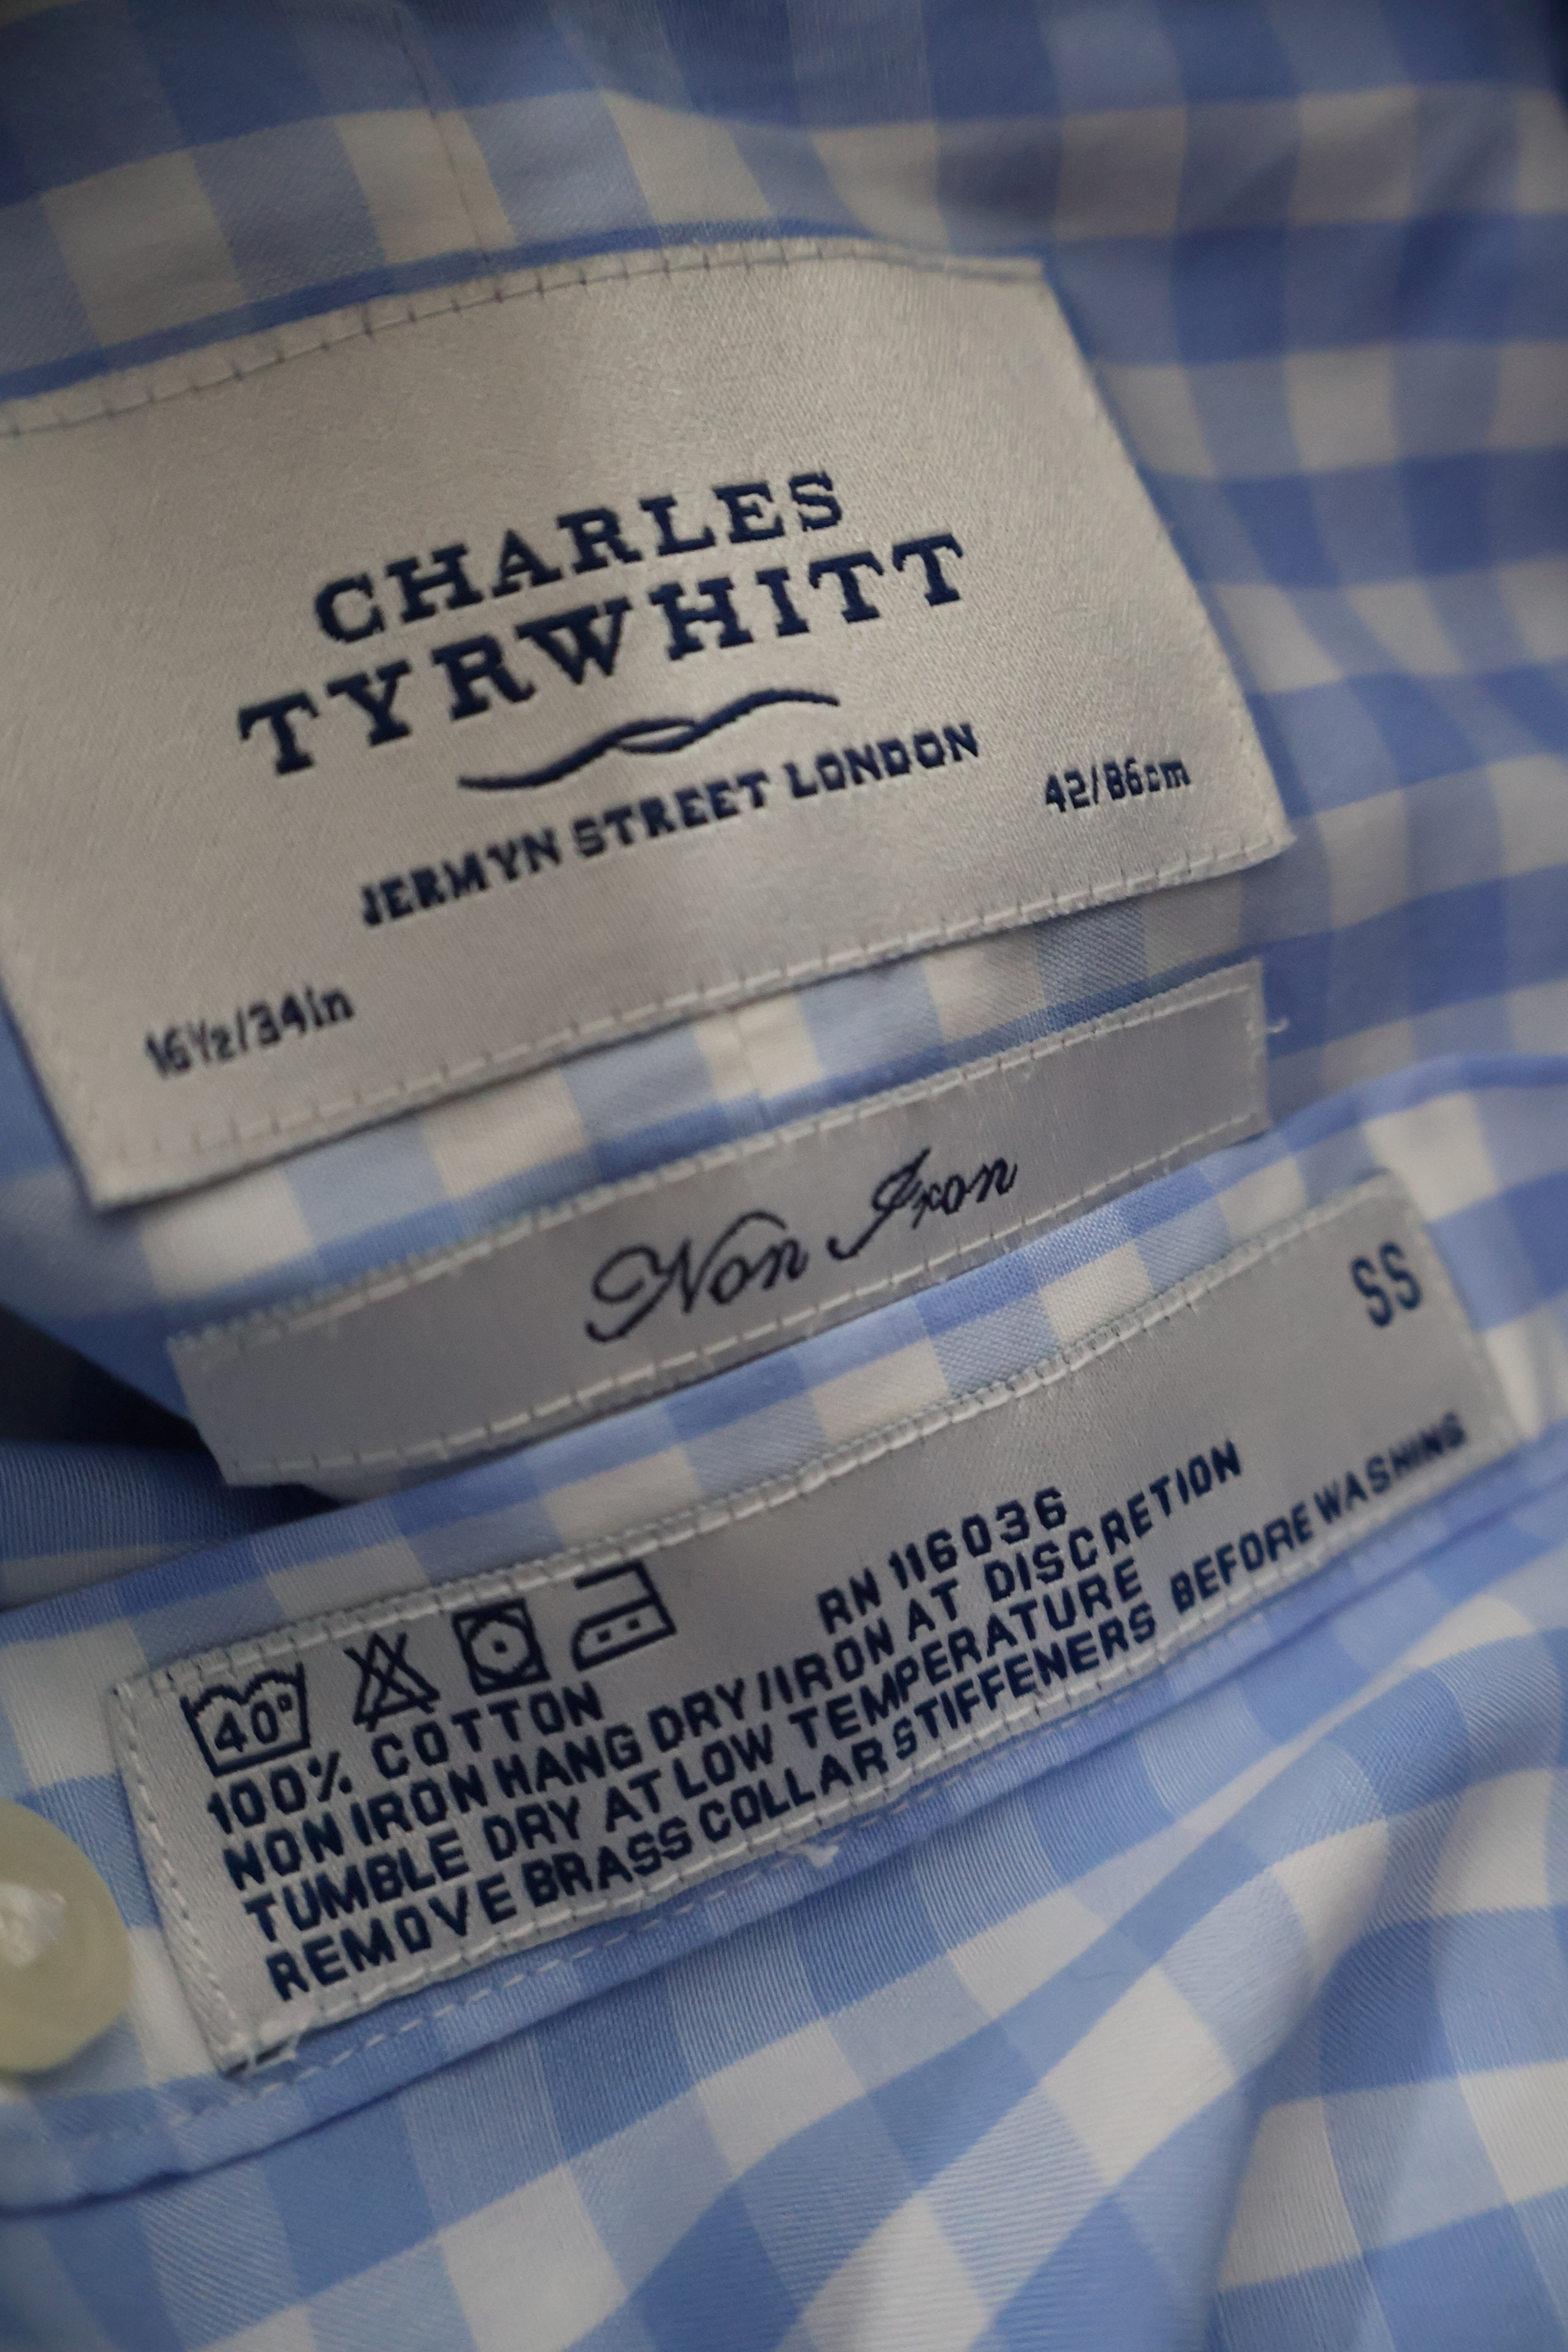 CHARLES
TYRWHITT
JERMYN STREET LONDON
16½/34in
42/86cm
Non Iron
SS
40°
RN 116036
100% COTTON
NON IRON HANG DRY/IRON AT DISCRETION
TUMBLE DRY AT LOW TEMPERATURE
REMOVE BRASS COLLAR STIFFENERS BEFORE WASHING